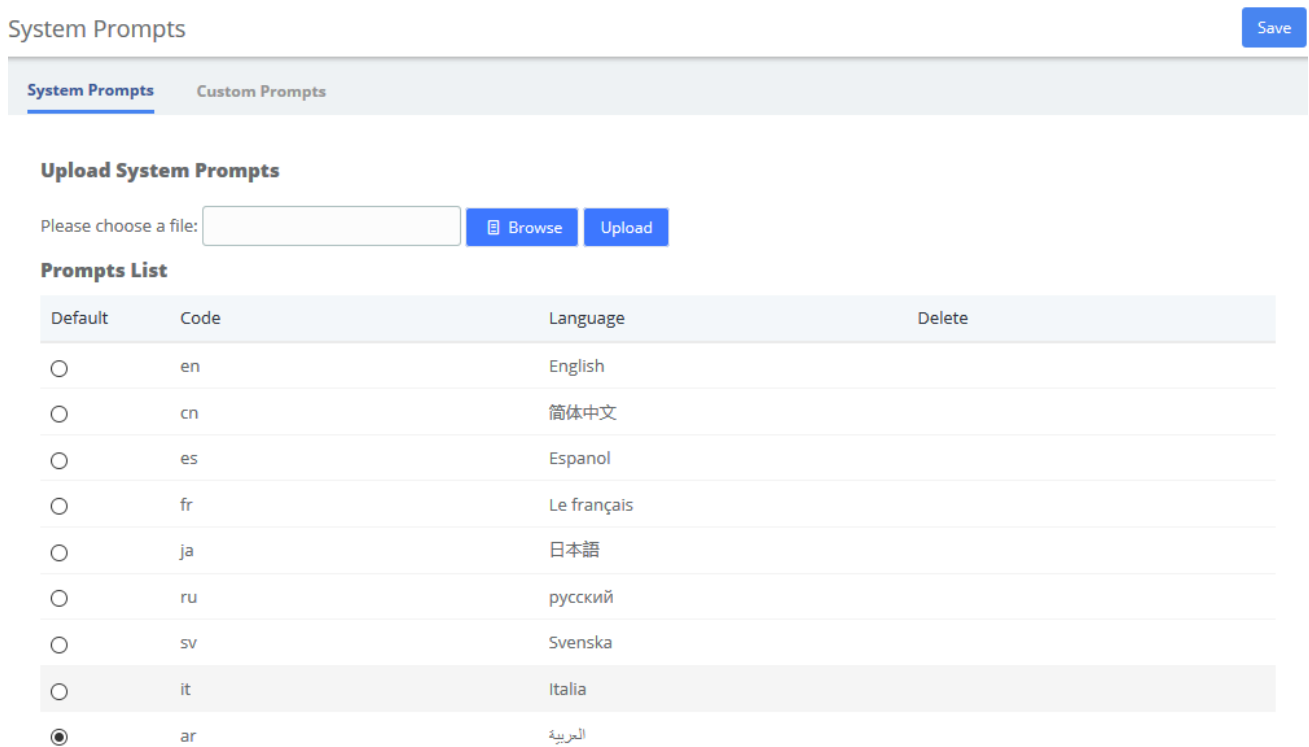 System Prompts Save
System Prompts Custom Prompts
Upload System Prompts
Please choose a file: Browse Upload
Prompts List
Default Code Language Delete
en English
cn 简体中文
es Espanol
fr Le français
ja 日本語
ru русский
sv Svenska
it Italia
ar العربية